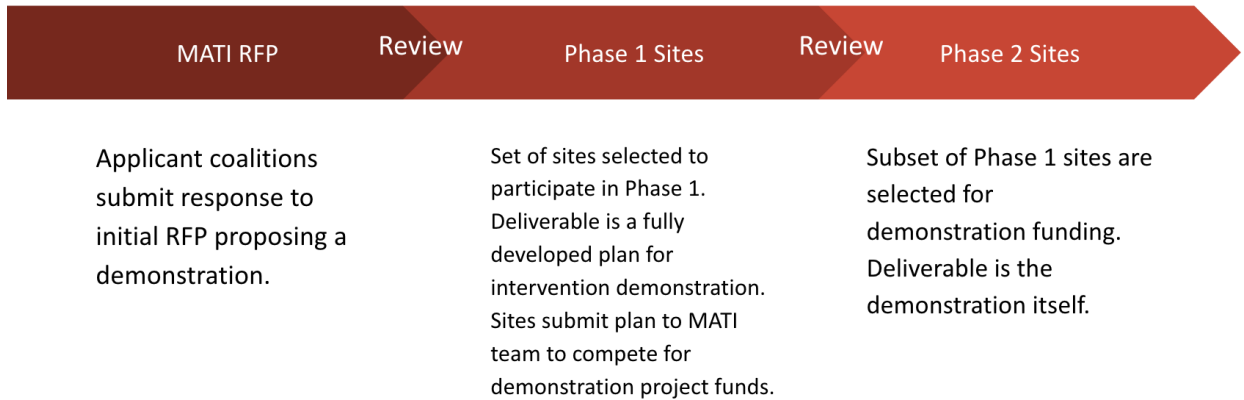 MATI RFP
Review
Phase 1 Sites
Review
Phase 2 Sites
Applicant coalitions
submit response to
initial RFP proposing a
demonstration.
Set of sites selected to
participate in Phase 1.
Deliverable is a fully
developed plan for
intervention demonstration.
Sites submit plan to MATI
team to compete for
demonstration project funds.
Subset of Phase 1 sites are
selected for
demonstration funding.
Deliverable is the
demonstration itself.